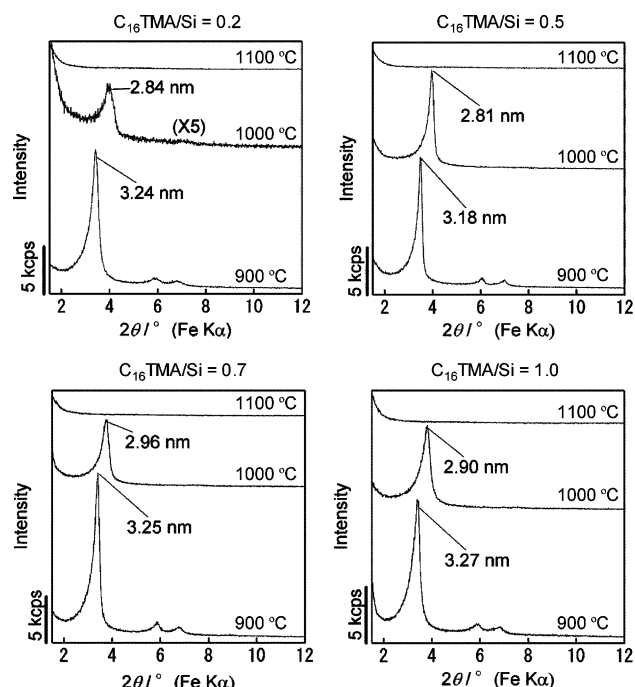 C₁₆TMA/Si = 0.2
1100 °C
2.84 nm
(X5)
1000 °C
3.24 nm
900 °C
Intensity
5 kcps
2 4 6 8 10 12
2θ / ° (Fe Kα)
C₁₆TMA/Si = 0.5
1100 °C
2.81 nm
1000 °C
3.18 nm
900 °C
Intensity
5 kcps
2 4 6 8 10 12
2θ / ° (Fe Kα)
C₁₆TMA/Si = 0.7
1100 °C
2.96 nm
1000 °C
3.25 nm
900 °C
Intensity
5 kcps
2 4 6 8 10 12
2θ / ° (Fe Kα)
C₁₆TMA/Si = 1.0
1100 °C
2.90 nm
1000 °C
3.27 nm
900 °C
Intensity
5 kcps
2 4 6 8 10 12
2θ / ° (Fe Kα)